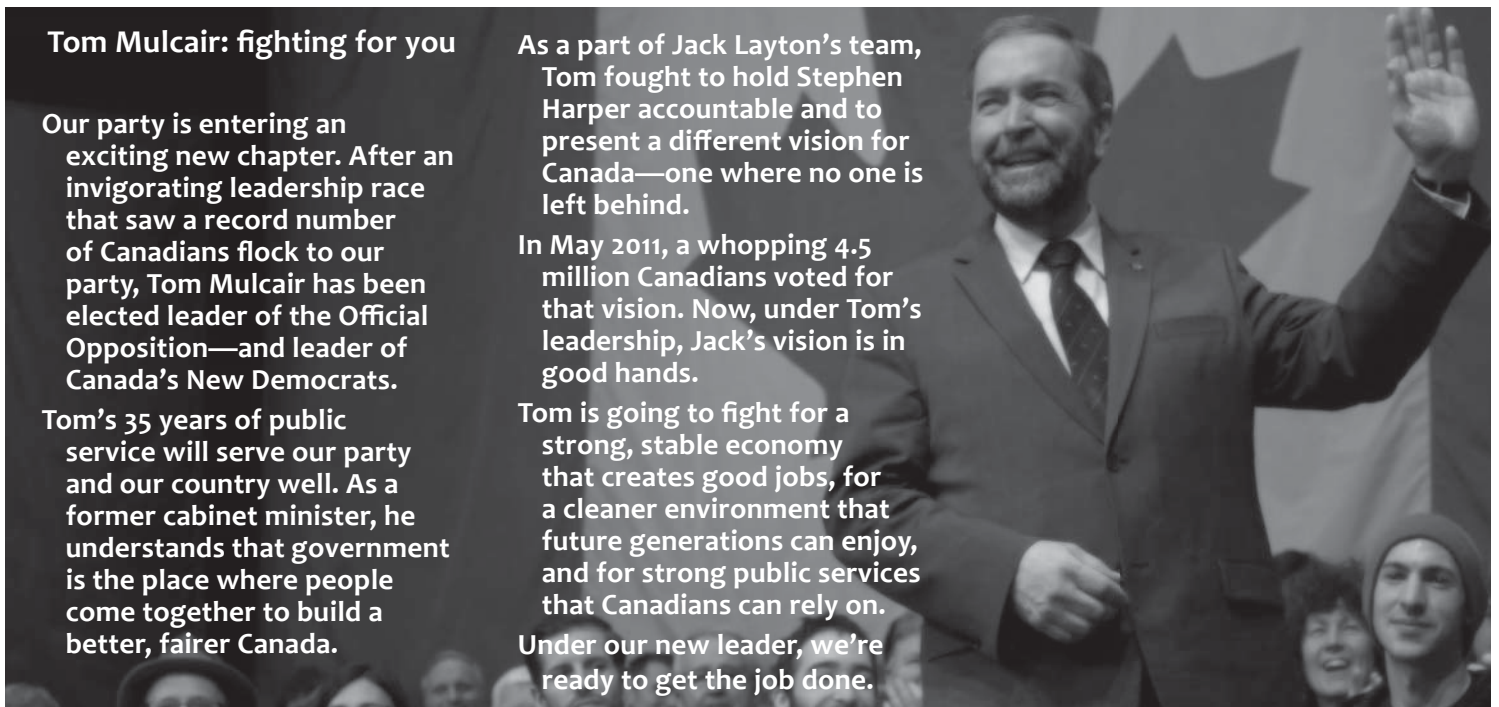 Tom Mulcair: fighting for you
Our party is entering an
exciting new chapter. After an
invigorating leadership race
that saw a record number
of Canadians flock to our
party, Tom Mulcair has been
elected leader of the Official
Opposition—and leader of
Canada’s New Democrats.
Tom’s 35 years of public
service will serve our party
and our country well. As a
former cabinet minister, he
understands that government
is the place where people
come together to build a
better, fairer Canada.
As a part of Jack Layton’s team,
Tom fought to hold Stephen
Harper accountable and to
present a different vision for
Canada—one where no one is
left behind.
In May 2011, a whopping 4.5
million Canadians voted for
that vision. Now, under Tom’s
leadership, Jack’s vision is in
good hands.
Tom is going to fight for a
strong, stable economy
that creates good jobs, for
a cleaner environment that
future generations can enjoy,
and for strong public services
that Canadians can rely on.
Under our new leader, we’re
ready to get the job done.